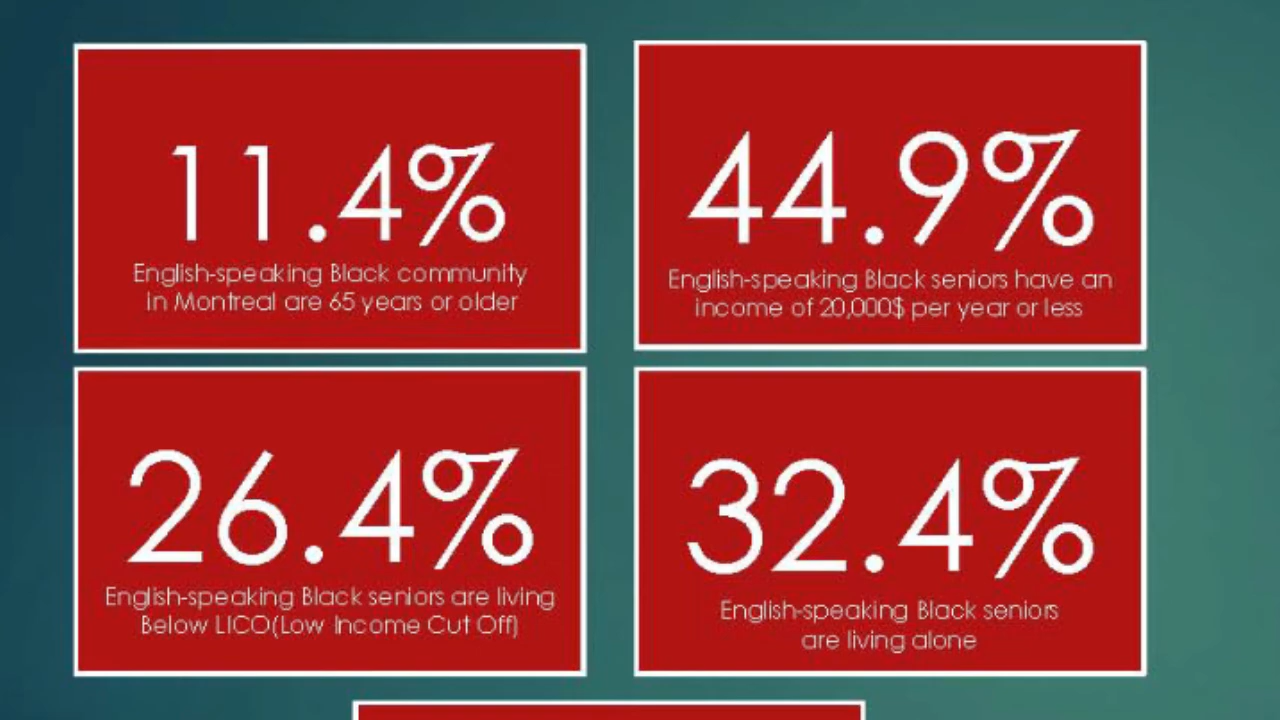 11.4%
English-speaking Black community
in Montreal are 65 years or older
44.9%
English-speaking Black seniors have an
income of 20,000$ per year or less
26.4%
English-speaking Black seniors are living
Below LICO(Low Income Cut Off)
32.4%
English-speaking Black seniors
are living alone